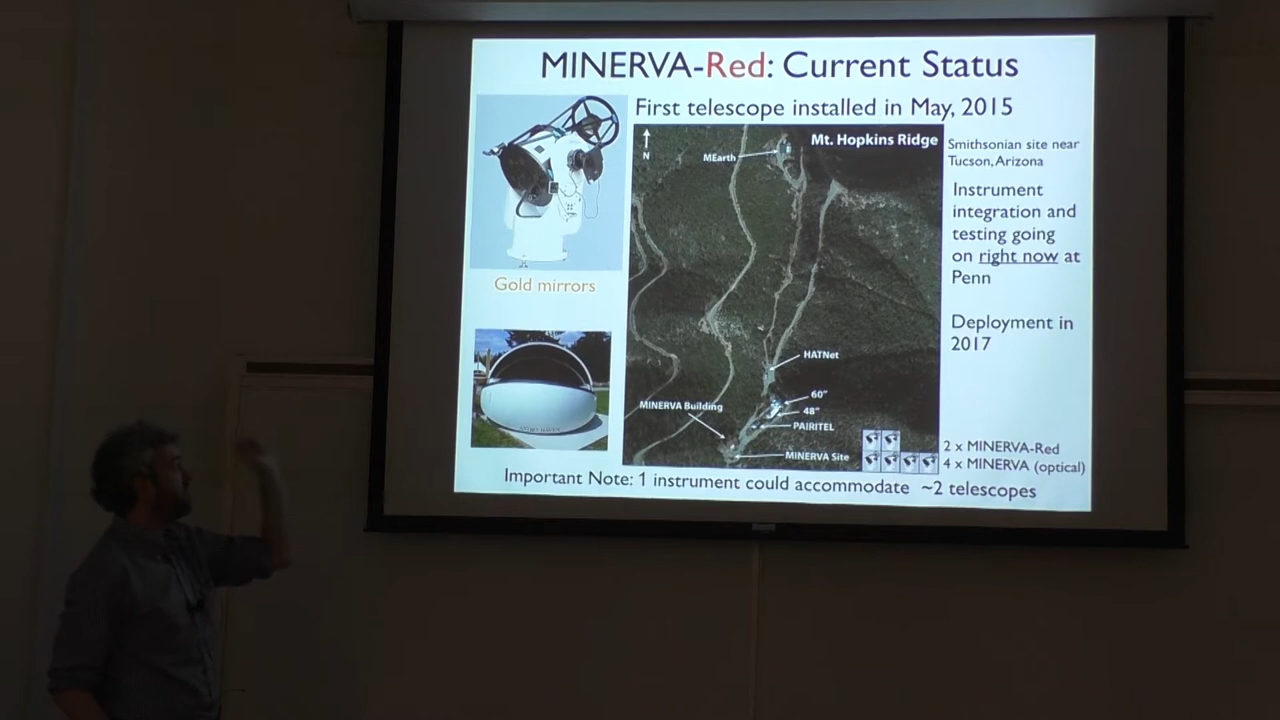 MINERVA-Red: Current Status
First telescope installed in May, 2015
Mt. Hopkins Ridge
N
MEarth
Smithsonian site near
Tucson, Arizona
Instrument
integration and
testing going
on right now at
Penn
Gold mirrors
Deployment in
2017
HATNet
60"
48"
MINERVA Building
PAIRITEL
MINERVA Site
2 x MINERVA-Red
4 x MINERVA (optical)
Important Note: 1 instrument could accommodate ~2 telescopes